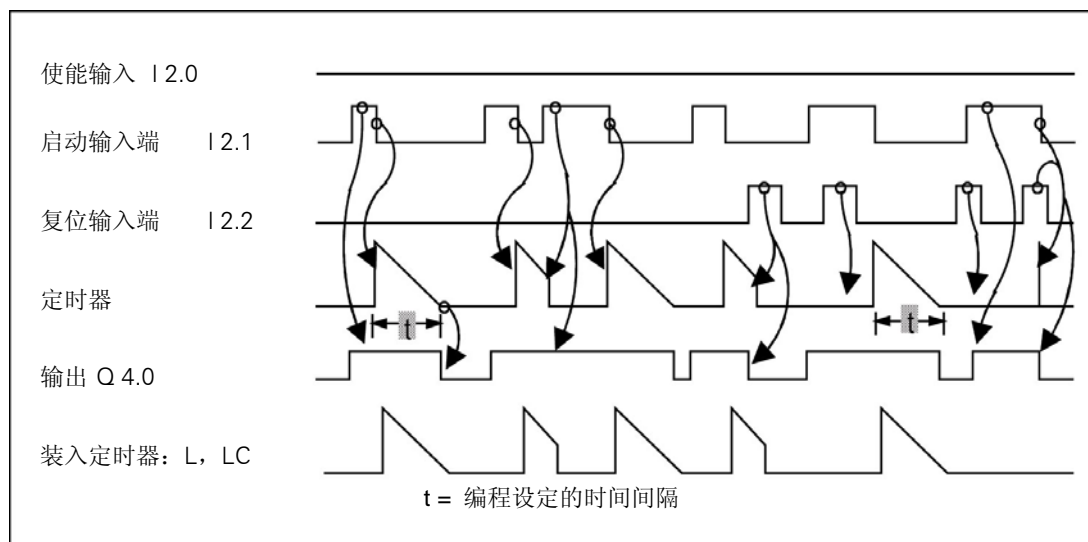 使能输入 I 2.0
启动输入端 I 2.1
复位输入端 I 2.2
定时器
t t
输出 Q 4.0
装入定时器：L，LC
t = 编程设定的时间间隔